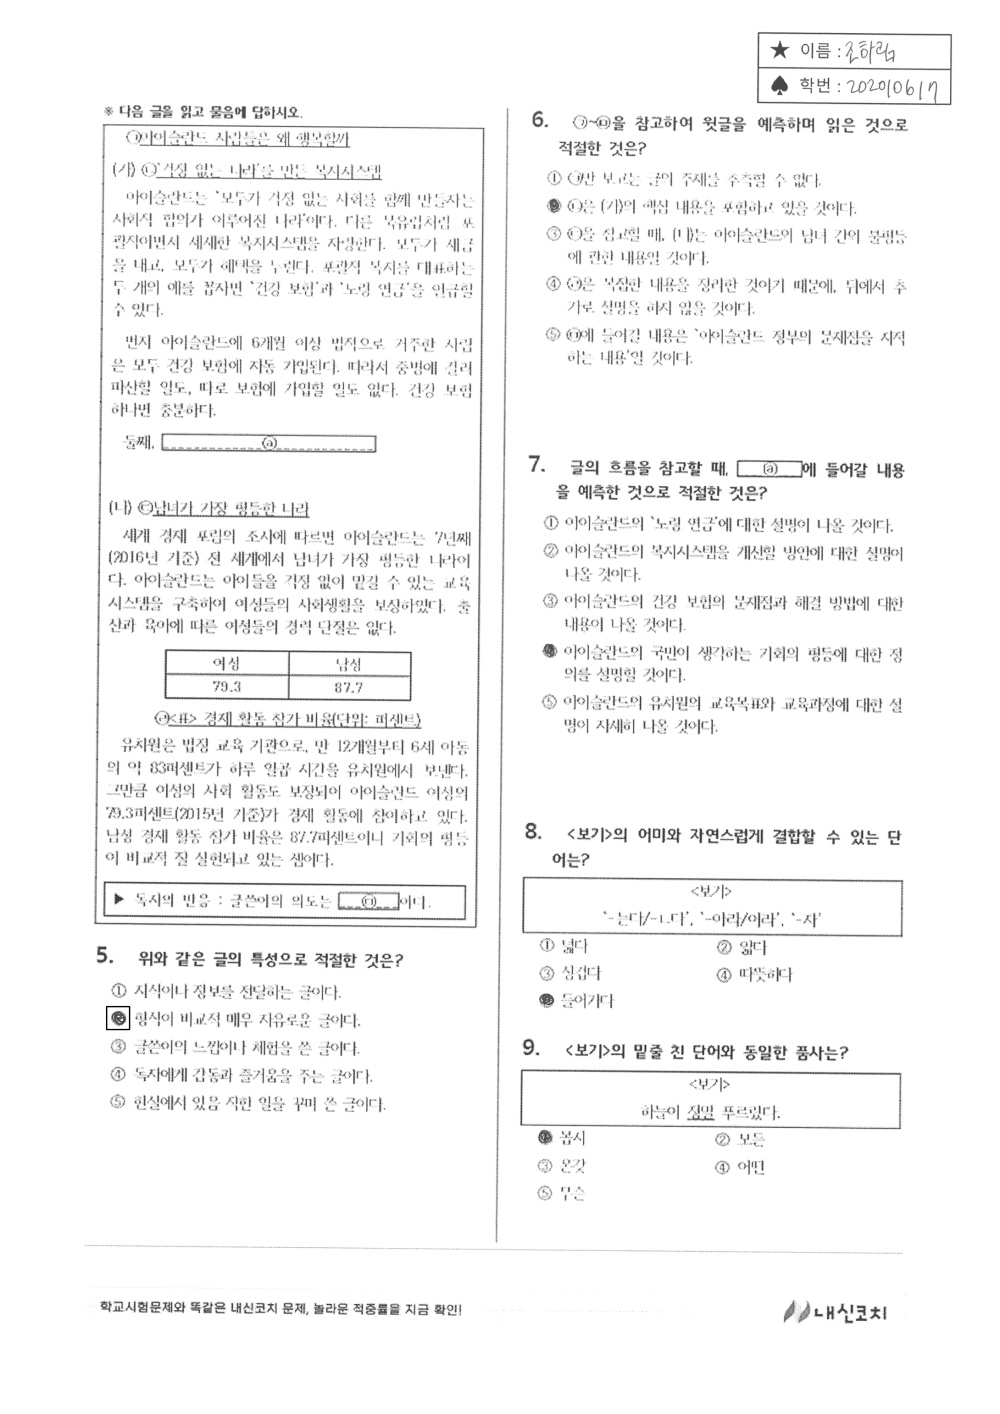 ★ 이름 : 조하림
♠ 학번 : 202010617
※ 다음 글을 읽고 물음에 답하시오.
㉠아이슬란드 사람들은 왜 행복할까
(가) ㉡'걱정 없는 나라'를 만든 복지시스템
아이슬란드는 '모두가 걱정 없는 사회를 함께 만들자'는
사회적 합의가 이루어진 나라'이다. 다른 북유럽처럼 포
괄적이면서 세세한 복지시스템을 자랑한다. 모두가 세금
을 내고, 모두가 혜택을 누린다. 포괄적 복지를 대표하는
두 개의 예를 꼽자면 '건강 보험'과 '노령 연금'을 언급할
수 있다.
먼저 아이슬란드에 6개월 이상 법적으로 거주한 사람
은 모두 건강 보험에 자동 가입된다. 따라서 중병에 걸려
파산할 일도, 따로 보험에 가입할 일도 없다. 건강 보험
하나면 충분하다.
둘째, ⓐ
(나) ㉢남녀가 가장 평등한 나라
세계 경제 포럼의 조사에 따르면 아이슬란드는 7년째
(2016년 기준) 전 세계에서 남녀가 가장 평등한 나라이
다. 아이슬란드는 아이들을 걱정 없이 맡길 수 있는 교육
시스템을 구축하여 여성들의 사회생활을 보장하였다. 출
산과 육아에 따른 여성들의 경력 단절은 없다.
여성 남성
79.3 87.7
㉣<표> 경제 활동 참가 비율(단위: 퍼센트)
유치원은 법정 교육 기관으로, 만 12개월부터 6세 아동
의 약 83퍼센트가 하루 일곱 시간을 유치원에서 보낸다.
그만큼 여성의 사회 활동도 보장되어 아이슬란드 여성의
79.3퍼센트(2015년 기준)가 경제 활동에 참여하고 있다.
남성 경제 활동 참가 비율은 87.7퍼센트이니 기회의 평등
이 비교적 잘 실현되고 있는 셈이다.
▶ 독자의 반응 : 글쓴이의 의도는 ㉤이다.
5. 위와 같은 글의 특성으로 적절한 것은?
① 지식이나 정보를 전달하는 글이다.
② 형식이 비교적 매우 자유로운 글이다.
③ 글쓴이의 느낌이나 체험을 쓴 글이다.
④ 독자에게 감동과 즐거움을 주는 글이다.
⑤ 현실에서 있음 직한 일을 꾸며 쓴 글이다.
6. ㉠~㉤을 참고하여 윗글을 예측하며 읽은 것으로
적절한 것은?
① ㉠만 보고는 글의 주제를 추측할 수 없다.
② ㉡은 (가)의 핵심 내용을 포함하고 있을 것이다.
③ ㉢을 참고할 때, (나)는 아이슬란드의 남녀 간의 불평등
에 관한 내용일 것이다.
④ ㉣은 복잡한 내용을 정리한 것이기 때문에, 뒤에서 추
가로 설명을 하지 않을 것이다.
⑤ ㉤에 들어갈 내용은 '아이슬란드 정부의 문제점을 지적
하는 내용'일 것이다.
7. 글의 흐름을 참고할 때, ⓐ에 들어갈 내용
을 예측한 것으로 적절한 것은?
① 아이슬란드의 '노령 연금'에 대한 설명이 나올 것이다.
② 아이슬란드의 복지시스템을 개선할 방안에 대한 설명이
나올 것이다.
③ 아이슬란드의 건강 보험의 문제점과 해결 방법에 대한
내용이 나올 것이다.
④ 아이슬란드의 국민이 생각하는 기회의 평등에 대한 정
의를 설명할 것이다.
⑤ 아이슬란드의 유치원의 교육목표와 교육과정에 대한 설
명이 자세히 나올 것이다.
8. <보기>의 어미와 자연스럽게 결합할 수 있는 단
어는?
<보기>
'-는다/-ㄴ다', '-아라/어라', '-자'
① 넓다 ② 얇다
③ 싱겁다 ④ 따뜻하다
⑤ 들어가다
9. <보기>의 밑줄 친 단어와 동일한 품사는?
<보기>
하늘이 정말 푸르렀다.
① 몹시 ② 모든
③ 온갖 ④ 어떤
⑤ 무슨
학교시험문제와 똑같은 내신코치 문제, 놀라운 적중률을 지금 확인!
내신코치